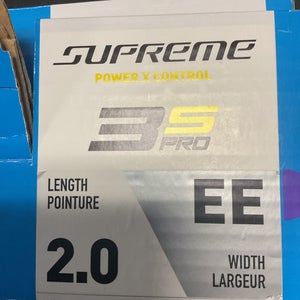 SUPREME
POWER X CONTROL
3S
PRO
LENGTH
POINTURE
EE
2.0
WIDTH
LARGEUR